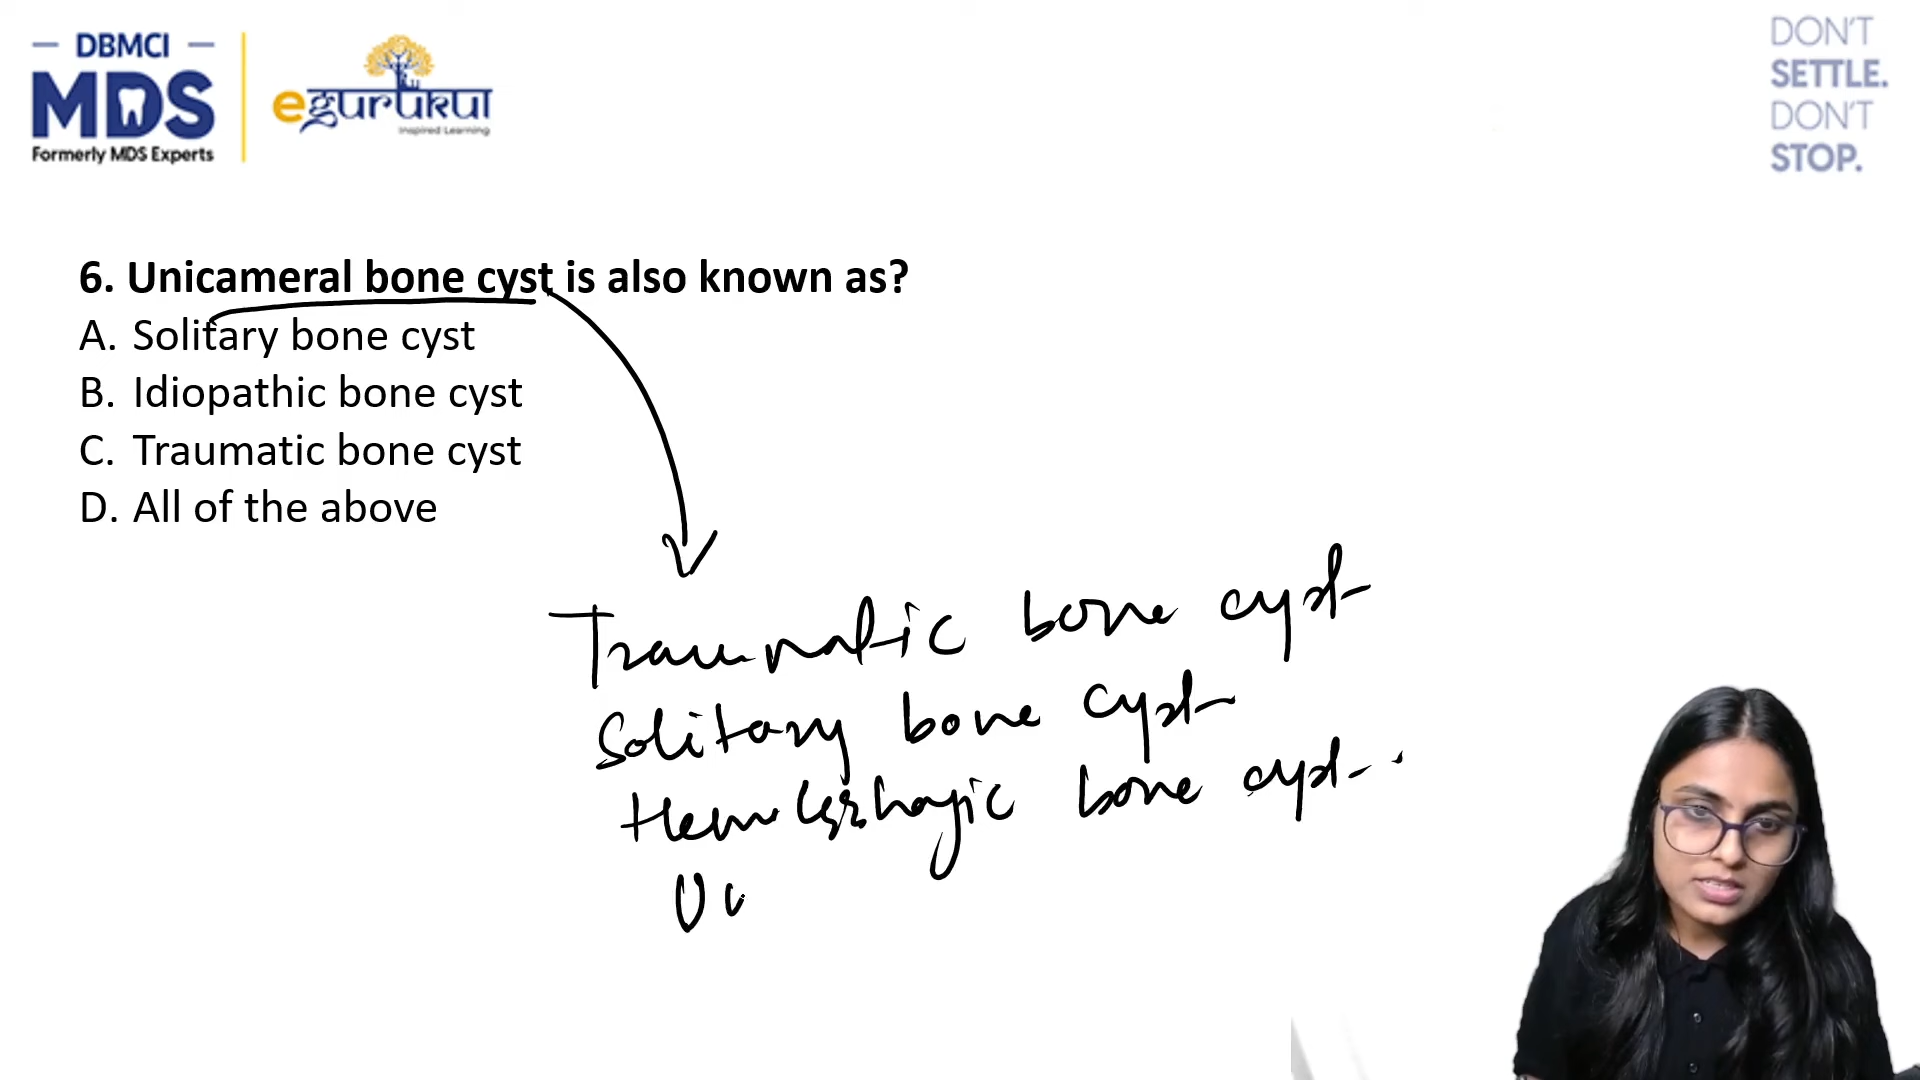 DBMCI
MDS
Formerly MDS Experts
egurukul
Inspired Learning
DON'T
SETTLE.
DON'T
STOP.
6. Unicameral bone cyst is also known as?
A. Solitary bone cyst
B. Idiopathic bone cyst
C. Traumatic bone cyst
D. All of the above
Traumatic bone cyst
Solitary bone cyst
bone cyst